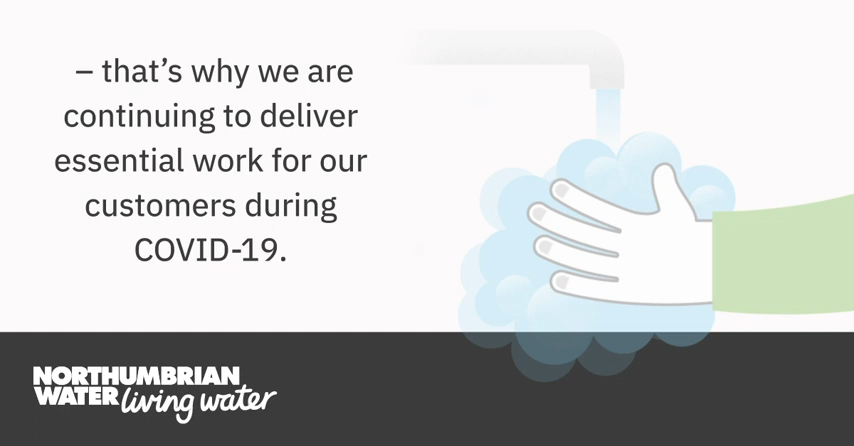 – that’s why we are
continuing to deliver
essential work for our
customers during
COVID-19.
NORTHUMBRIAN
WATER living water